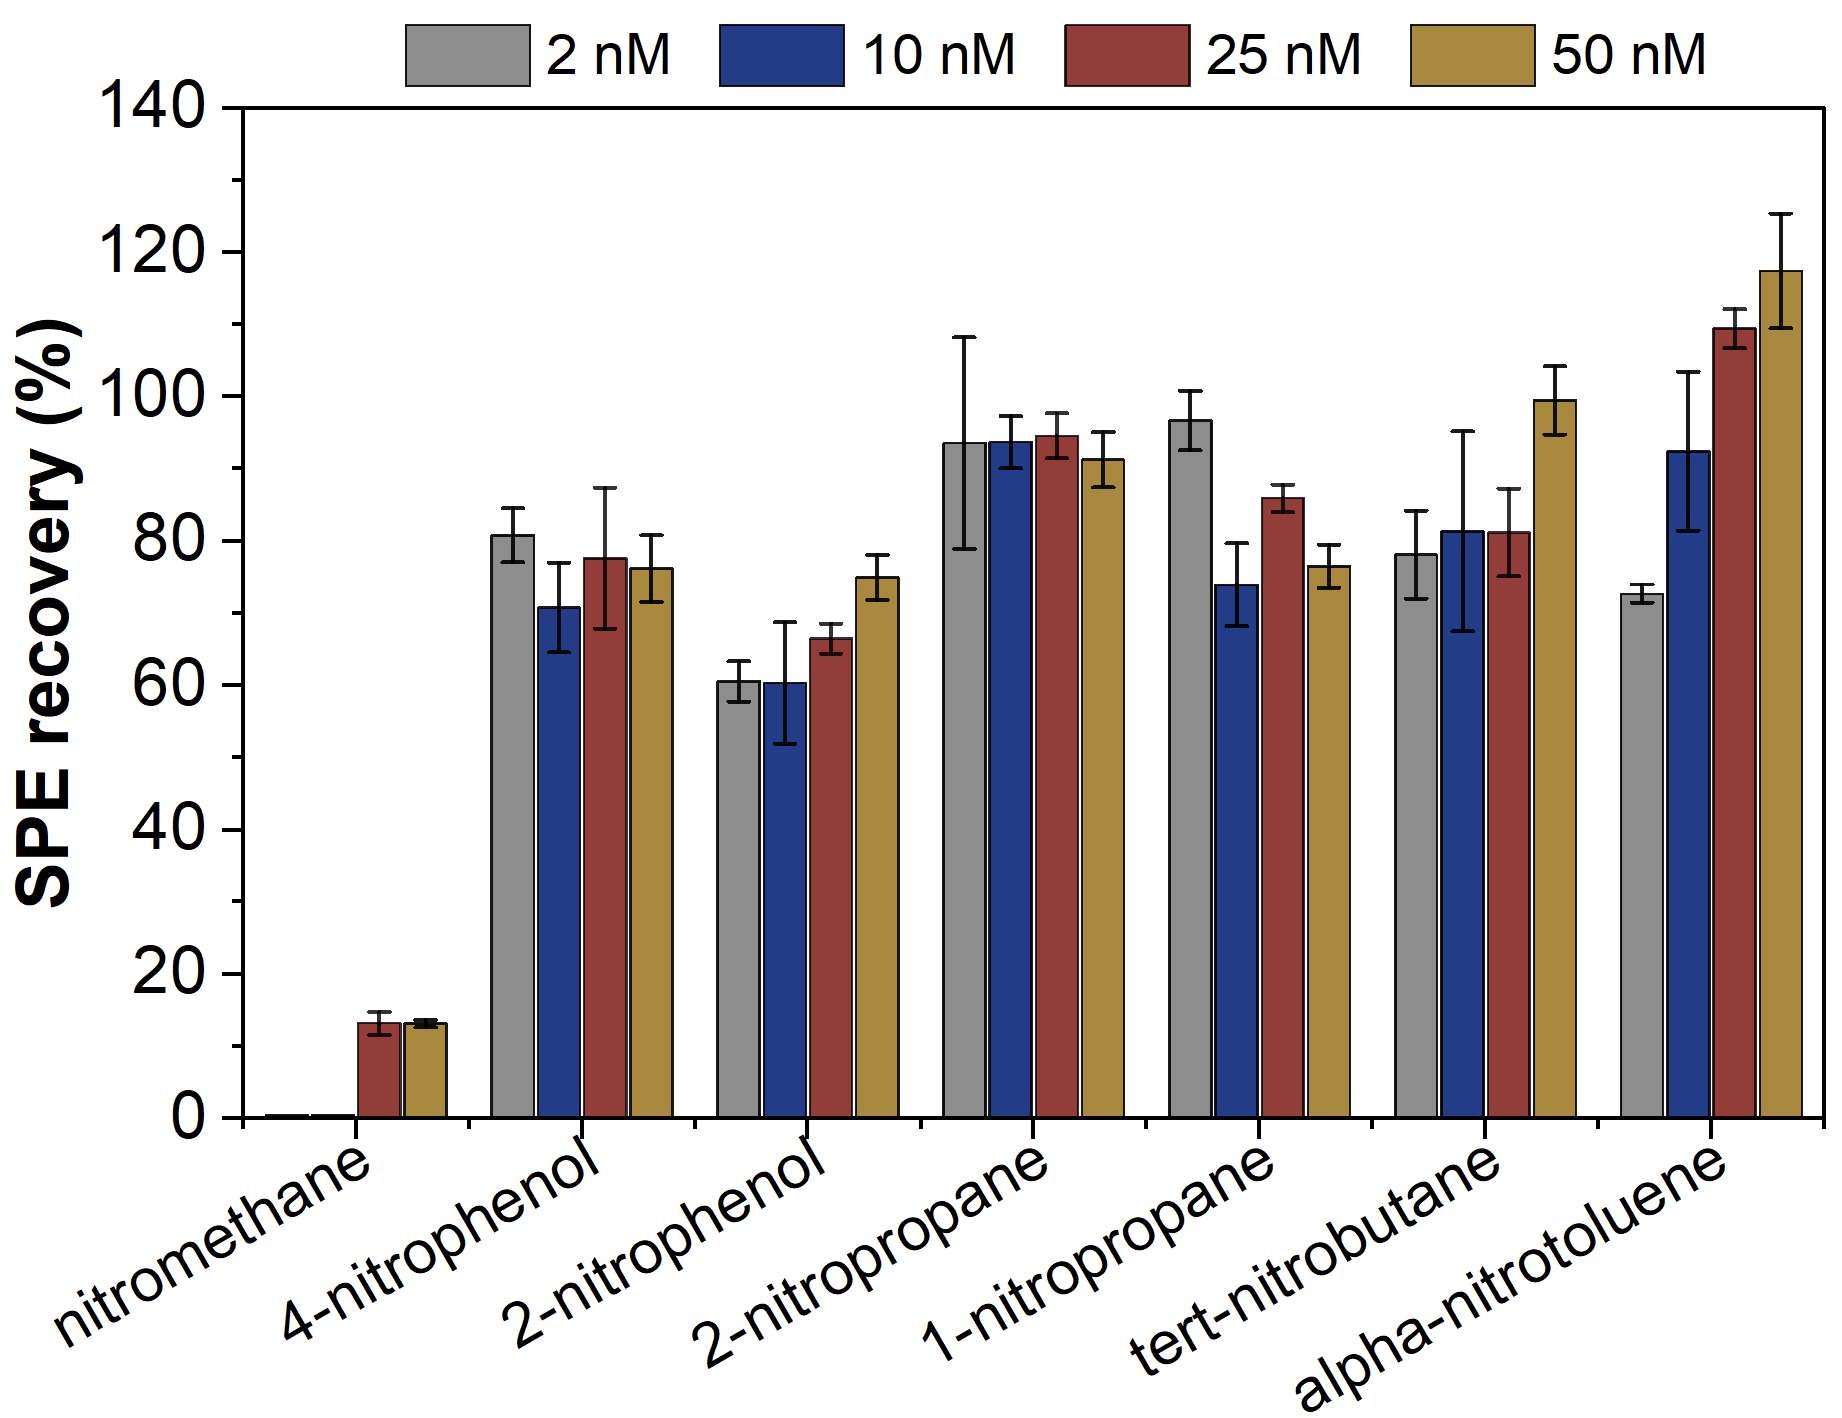 2 nM 10 nM 25 nM 50 nM
SPE recovery (%)
140
120
100
80
60
40
20
0
nitromethane
4-nitrophenol
2-nitrophenol
2-nitropropane
1-nitropropane
tert-nitrobutane
alpha-nitrotoluene